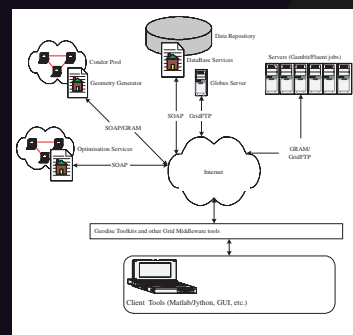 Data Repository
Condor Pool
DataBase Services
Servers (Gambit/Fluent jobs)
Geometry Generator
Globus Server
SOAP/GRAM
SOAP
GridFTP
Optimisation Services
GRAM/
GridFTP
SOAP
Internet
Geodise Toolkits and other Grid Middleware tools
Client Tools (Matlab/Jython, GUI, etc.)